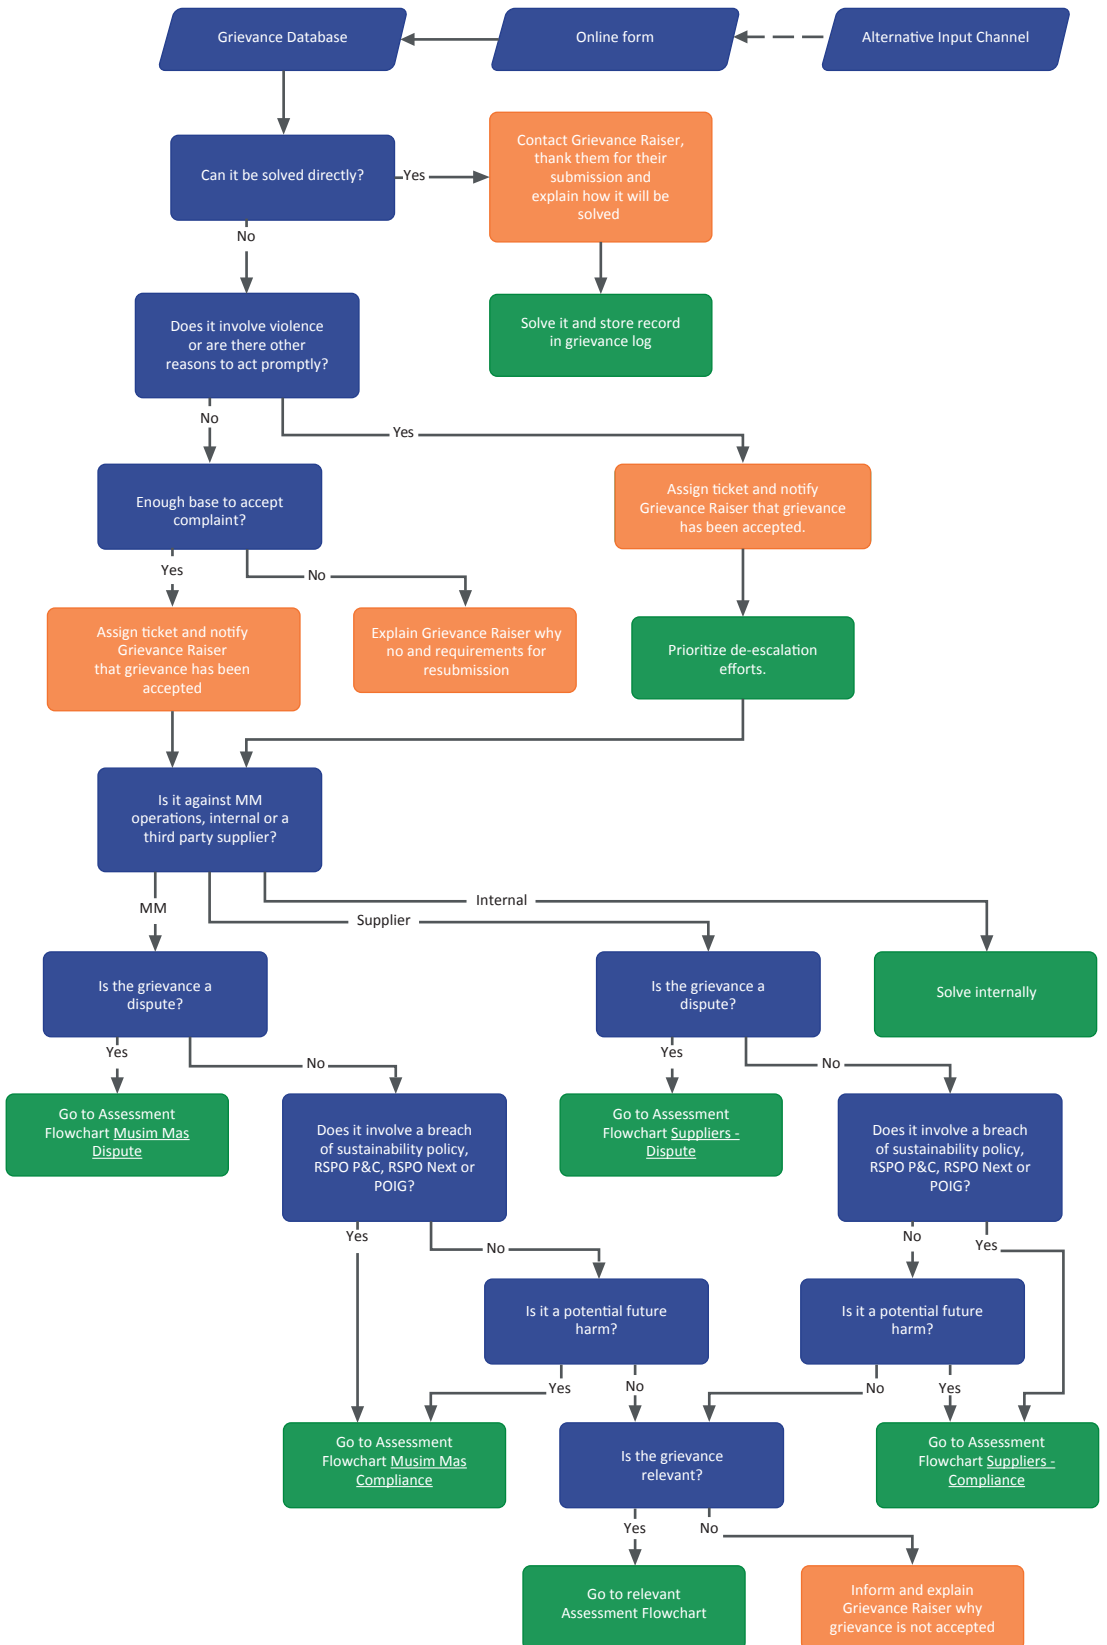 Grievance Database
Online form
Alternative Input Channel
Can it be solved directly?
Yes
Contact Grievance Raiser,
thank them for their
submission and
explain how it will be
solved
No
Does it involve violence
or are there other
reasons to act promptly?
Solve it and store record
in grievance log
No
Yes
Enough base to accept
complaint?
Assign ticket and notify
Grievance Raiser that grievance
has been accepted.
Yes
No
Assign ticket and notify
Grievance Raiser
that grievance has been
accepted
Explain Grievance Raiser why
no and requirements for
resubmission
Prioritize de-escalation
efforts.
Is it against MM
operations, internal or a
third party supplier?
MM
Supplier
Internal
Is the grievance a
dispute?
Is the grievance a
dispute?
Solve internally
Yes
No
Yes
No
Go to Assessment
Flowchart Musim Mas
Dispute
Does it involve a breach
of sustainability policy,
RSPO P&C, RSPO Next or
POIG?
Go to Assessment
Flowchart Suppliers -
Dispute
Does it involve a breach
of sustainability policy,
RSPO P&C, RSPO Next or
POIG?
Yes
No
No
Yes
Is it a potential future
harm?
Is it a potential future
harm?
Yes
No
No
Yes
Go to Assessment
Flowchart Musim Mas
Compliance
Is the grievance
relevant?
Go to Assessment
Flowchart Suppliers -
Compliance
Yes
No
Go to relevant
Assessment Flowchart
Inform and explain
Grievance Raiser why
grievance is not accepted